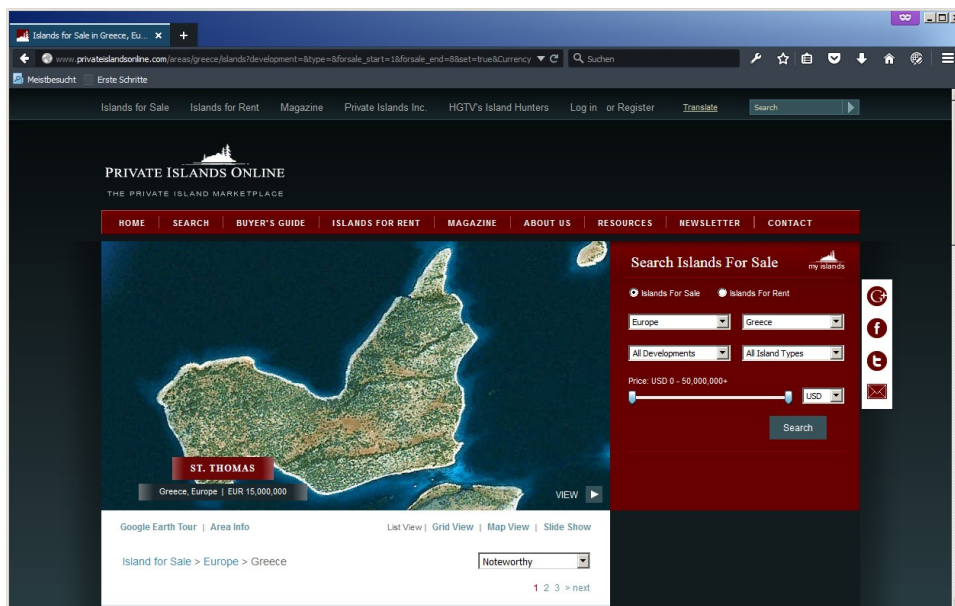 Islands for Sale in Greece, Eu...
www.privateislandsonline.com/areas/greece/islands?development=&type=&forsale_start=1&forsale_end=8&set=true&Currency
Suchen
Meistbesucht Erste Schritte
Islands for Sale Islands for Rent Magazine Private Islands Inc. HGTV's Island Hunters Log in or Register Translate Search
PRIVATE ISLANDS ONLINE
THE PRIVATE ISLAND MARKETPLACE
HOME SEARCH BUYER'S GUIDE ISLANDS FOR RENT MAGAZINE ABOUT US RESOURCES NEWSLETTER CONTACT
Search Islands For Sale
my islands
Islands For Sale Islands For Rent
Europe Greece
All Developments All Island Types
Price: USD 0 - 50,000,000+
USD
Search
ST. THOMAS
Greece, Europe | EUR 15,000,000
VIEW
Google Earth Tour | Area Info List View | Grid View | Map View | Slide Show
Island for Sale > Europe > Greece Noteworthy
1 2 3 > next